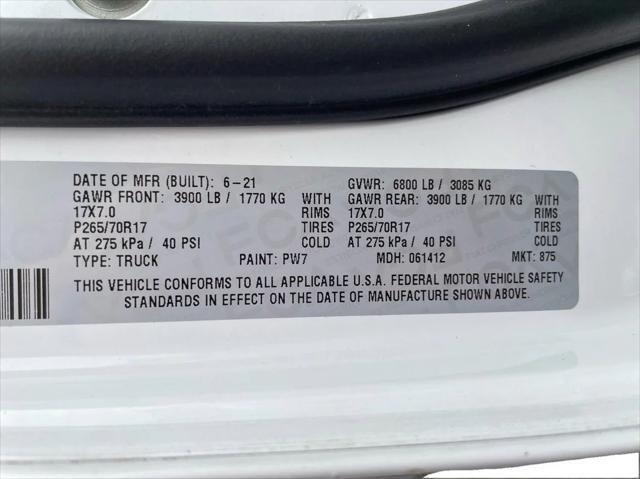 DATE OF MFR (BUILT): 6-21 GVWR: 6800 LB / 3085 KG
GAWR FRONT: 3900 LB / 1770 KG WITH GAWR REAR: 3900 LB / 1770 KG WITH
17X7.0 RIMS 17X7.0 RIMS
P265/70R17 TIRES P265/70R17 TIRES
AT 275 kPa / 40 PSI COLD AT 275 kPa / 40 PSI COLD
TYPE: TRUCK PAINT: PW7 MDH: 061412 MKT: 875
THIS VEHICLE CONFORMS TO ALL APPLICABLE U.S.A. FEDERAL MOTOR VEHICLE SAFETY
STANDARDS IN EFFECT ON THE DATE OF MANUFACTURE SHOWN ABOVE.